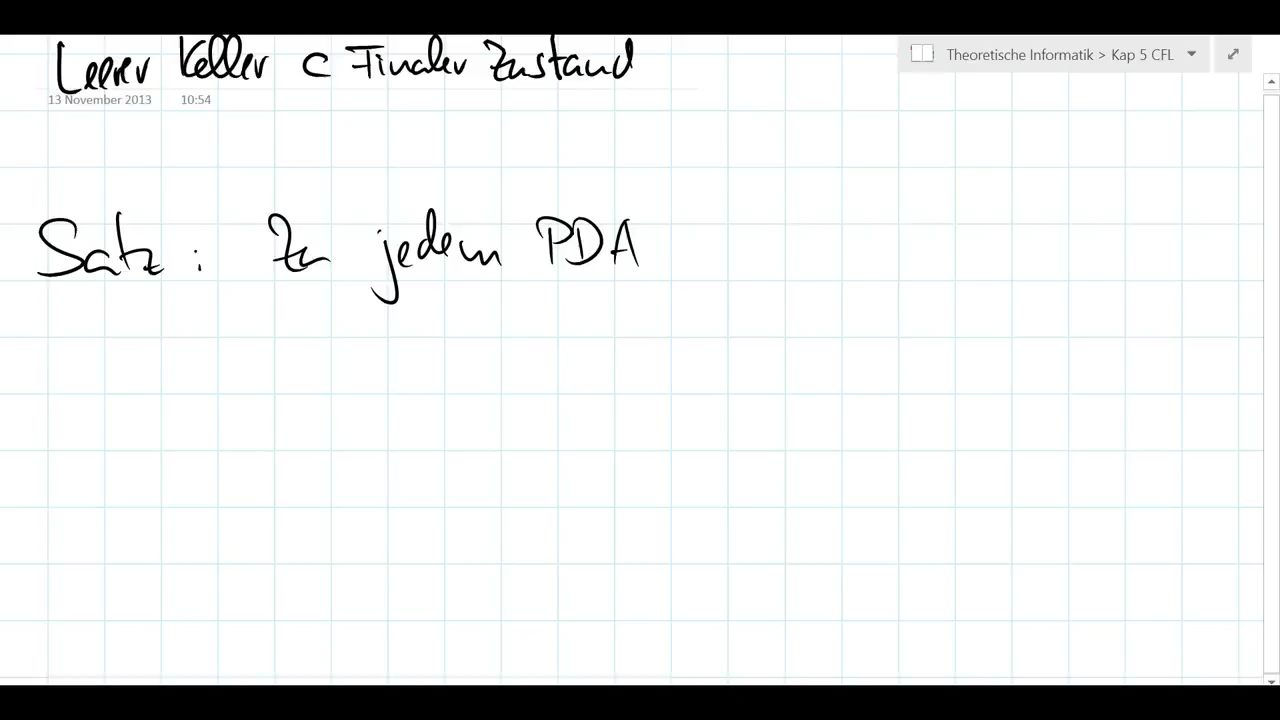 Leerer Keller ⊂ Finaler Zustand
Theoretische Informatik > Kap 5 CFL
13 November 2013 10:54
Satz: Zu jedem PDA